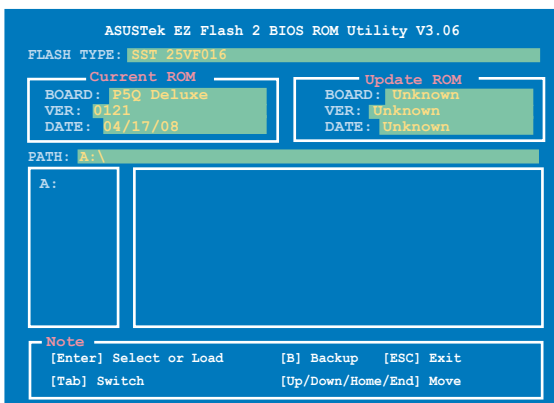 ASUSTek EZ Flash 2 BIOS ROM Utility V3.06
FLASH TYPE: SST 25VF016
Current ROM
BOARD: P5Q Deluxe
VER: 0121
DATE: 04/17/08
Update ROM
BOARD: Unknown
VER: Unknown
DATE: Unknown
PATH: A:\
A:
Note
[Enter] Select or Load [B] Backup [ESC] Exit
[Tab] Switch [Up/Down/Home/End] Move